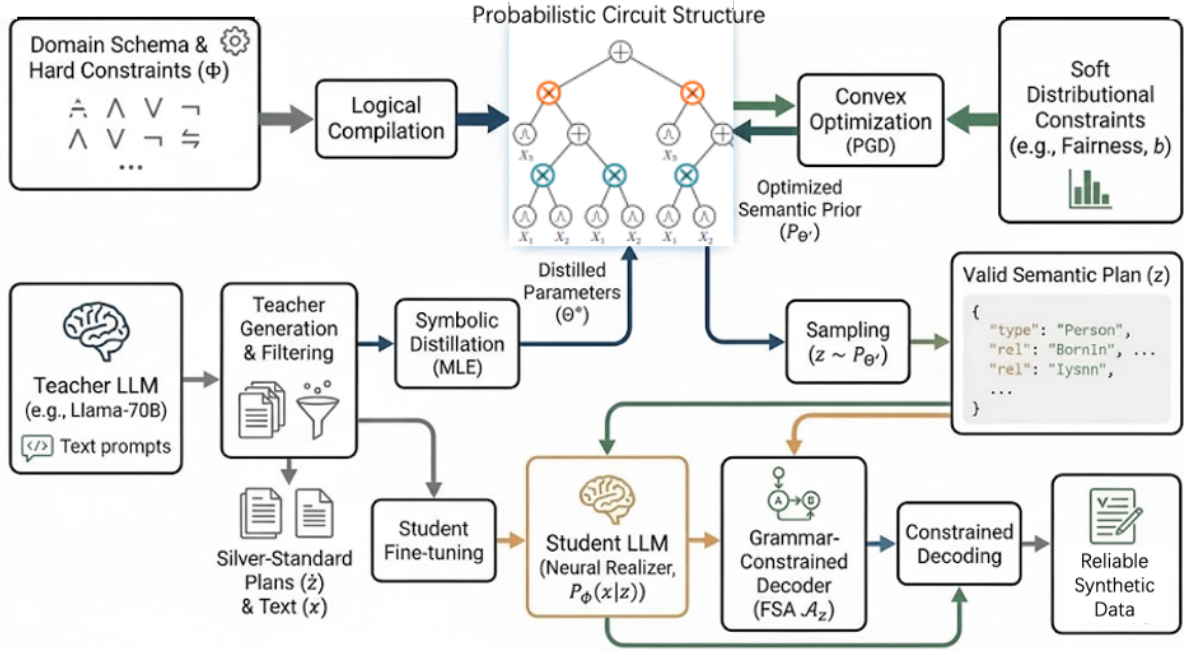 Probabilistic Circuit Structure
Domain Schema &
Hard Constraints (Φ)
∧ ∨ ¬
∧ ∨ ¬ ⇋
...
Logical
Compilation
X₃
X₃
X₁ X₂ X₁ X₂ X₁ X₂
Convex
Optimization
(PGD)
Soft
Distributional
Constraints
(e.g., Fairness, b)
Optimized
Semantic Prior
(P_Θ′)
Distilled
Parameters
(Θ*)
Teacher LLM
(e.g., Llama-70B)
</> Text prompts
Teacher
Generation
& Filtering
Symbolic
Distillation
(MLE)
Sampling
(z ~ P_Θ′)
Valid Semantic Plan (z)
{
"type": "Person",
"rel": "BornIn", ...
"rel": "Iysnn",
...
}
Silver-Standard
Plans (ż)
& Text (x)
Student
Fine-tuning
Student LLM
(Neural Realizer,
P_ϕ(x|z))
A B
Grammar-
Constrained
Decoder
(FSA 𝒜_z)
Constrained
Decoding
Reliable
Synthetic
Data